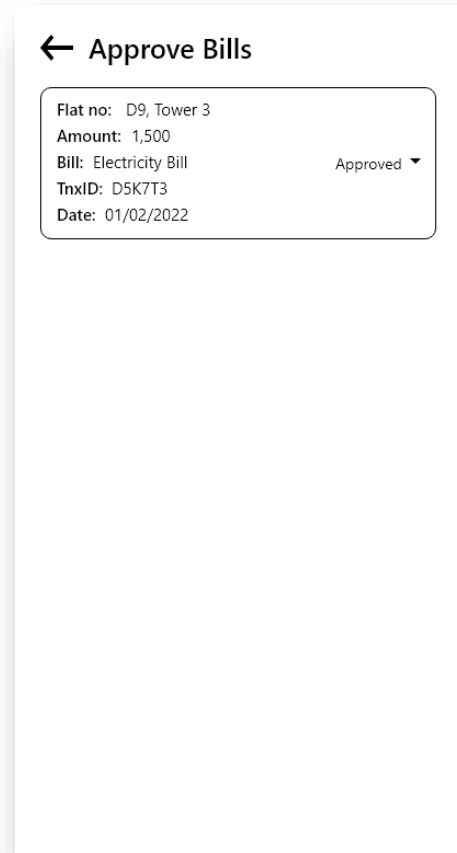 Approve Bills
Flat no: D9, Tower 3
Amount: 1,500
Bill: Electricity Bill
Approved
TnxID: D5K7T3
Date: 01/02/2022